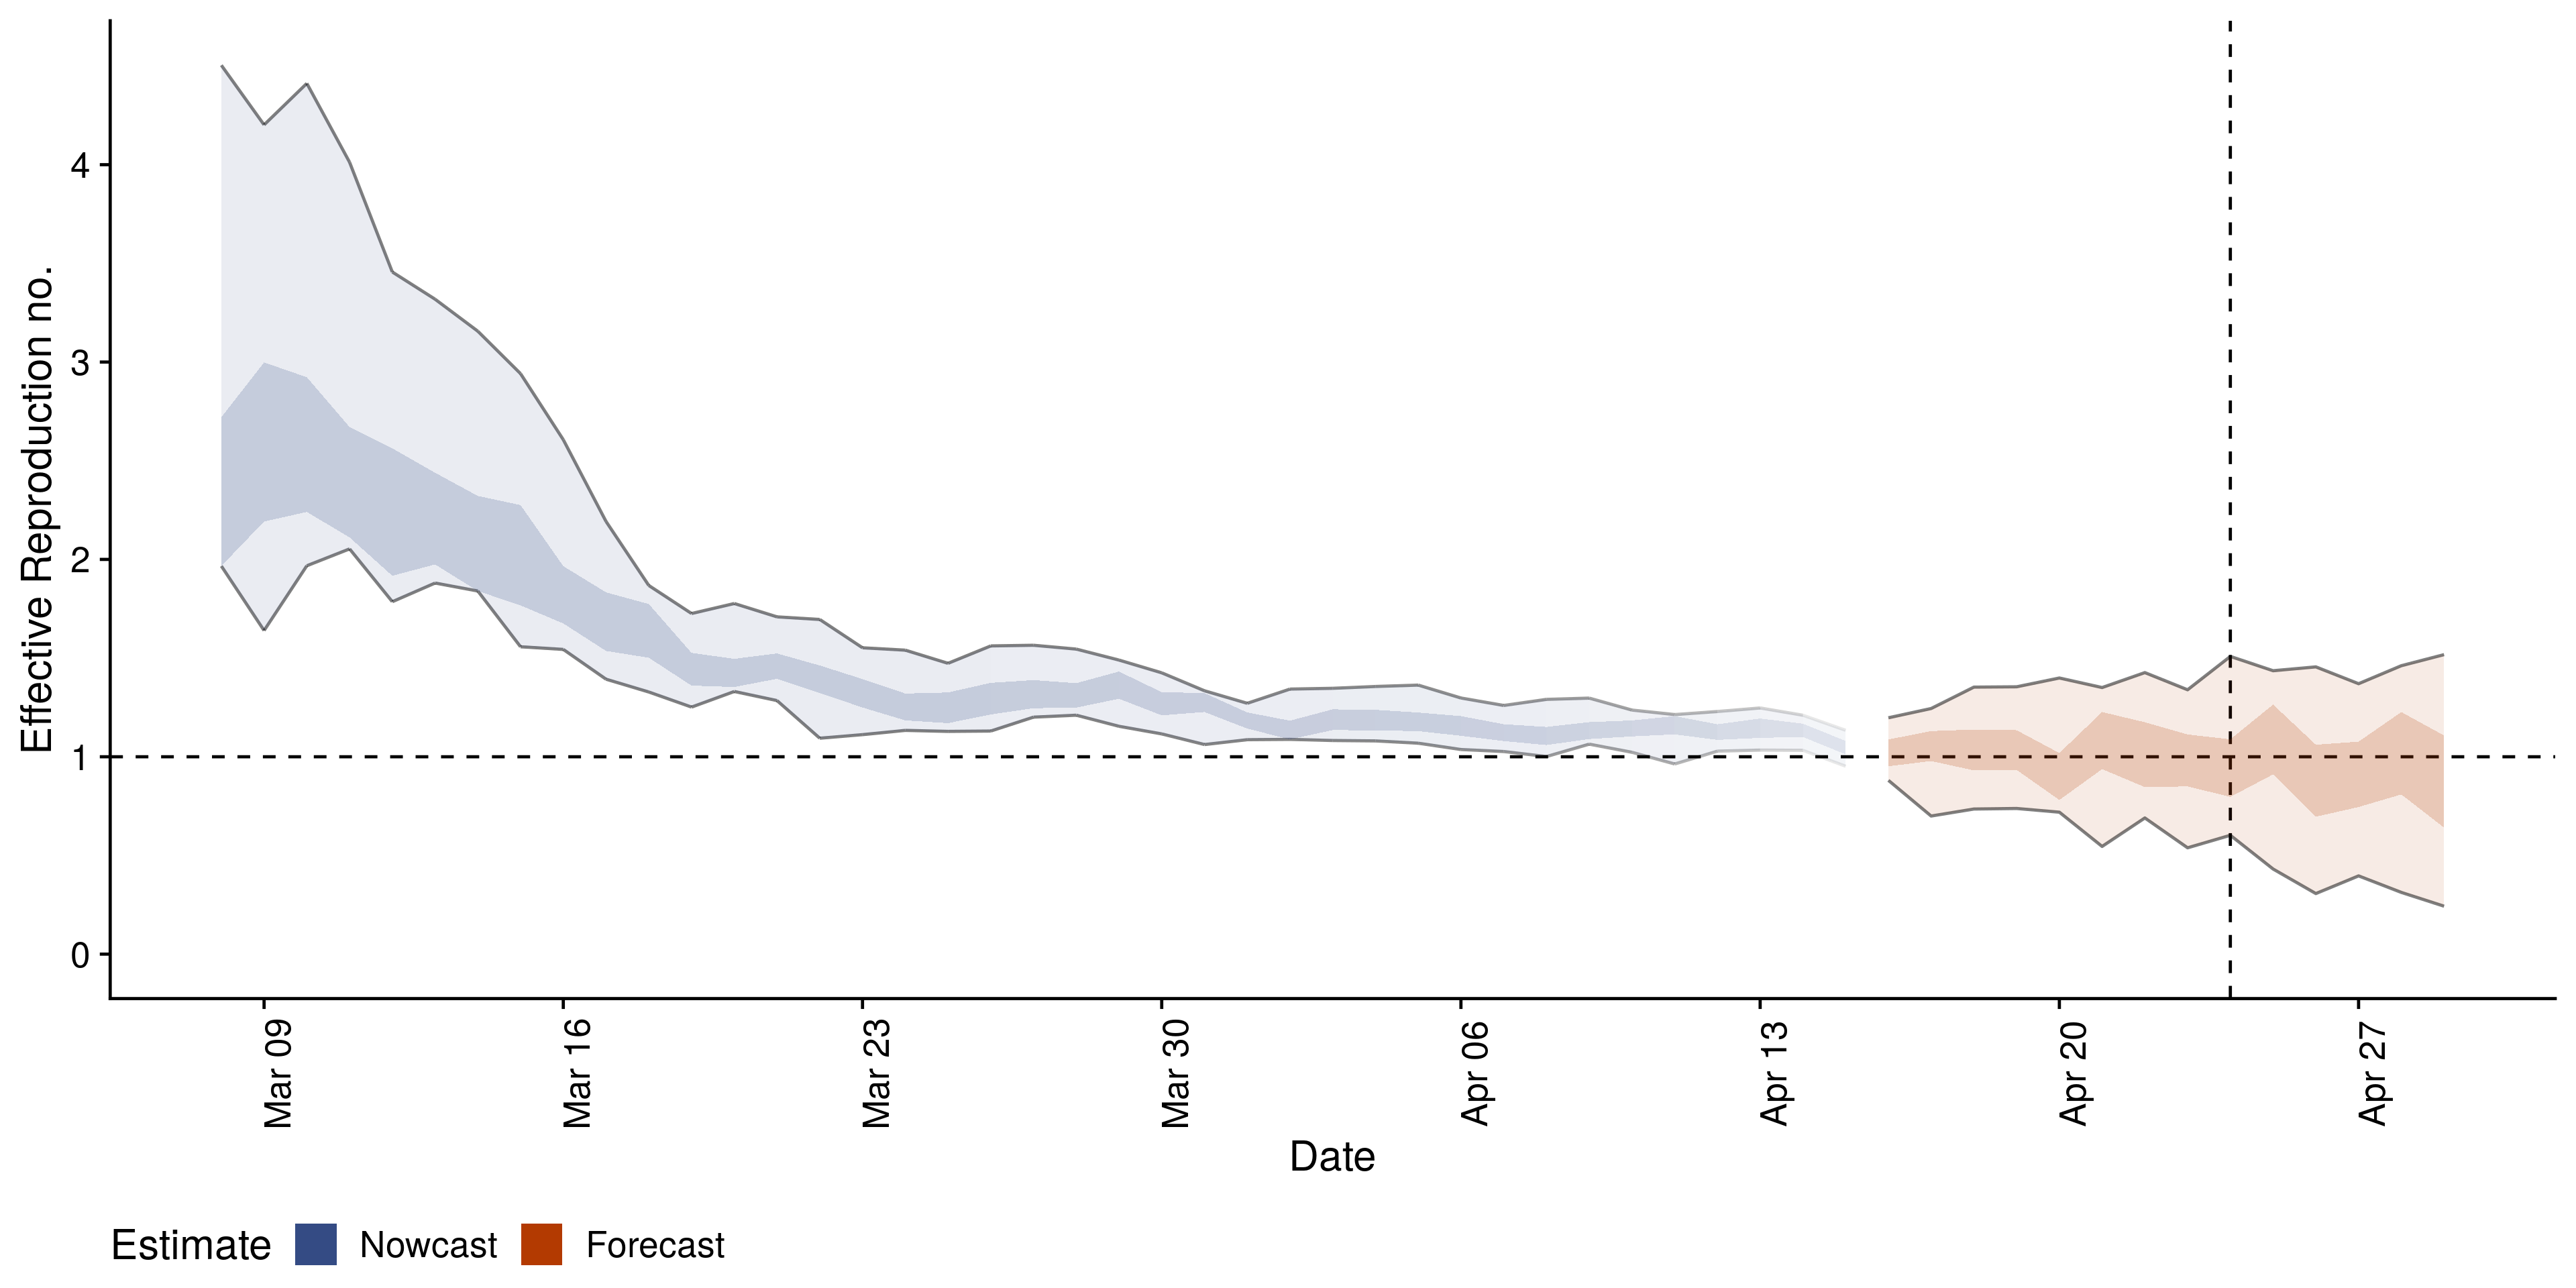 Effective Reproduction no.
4
3
2
1
0
Mar 09
Mar 16
Mar 23
Mar 30
Apr 06
Apr 13
Apr 20
Apr 27
Date
Estimate Nowcast Forecast